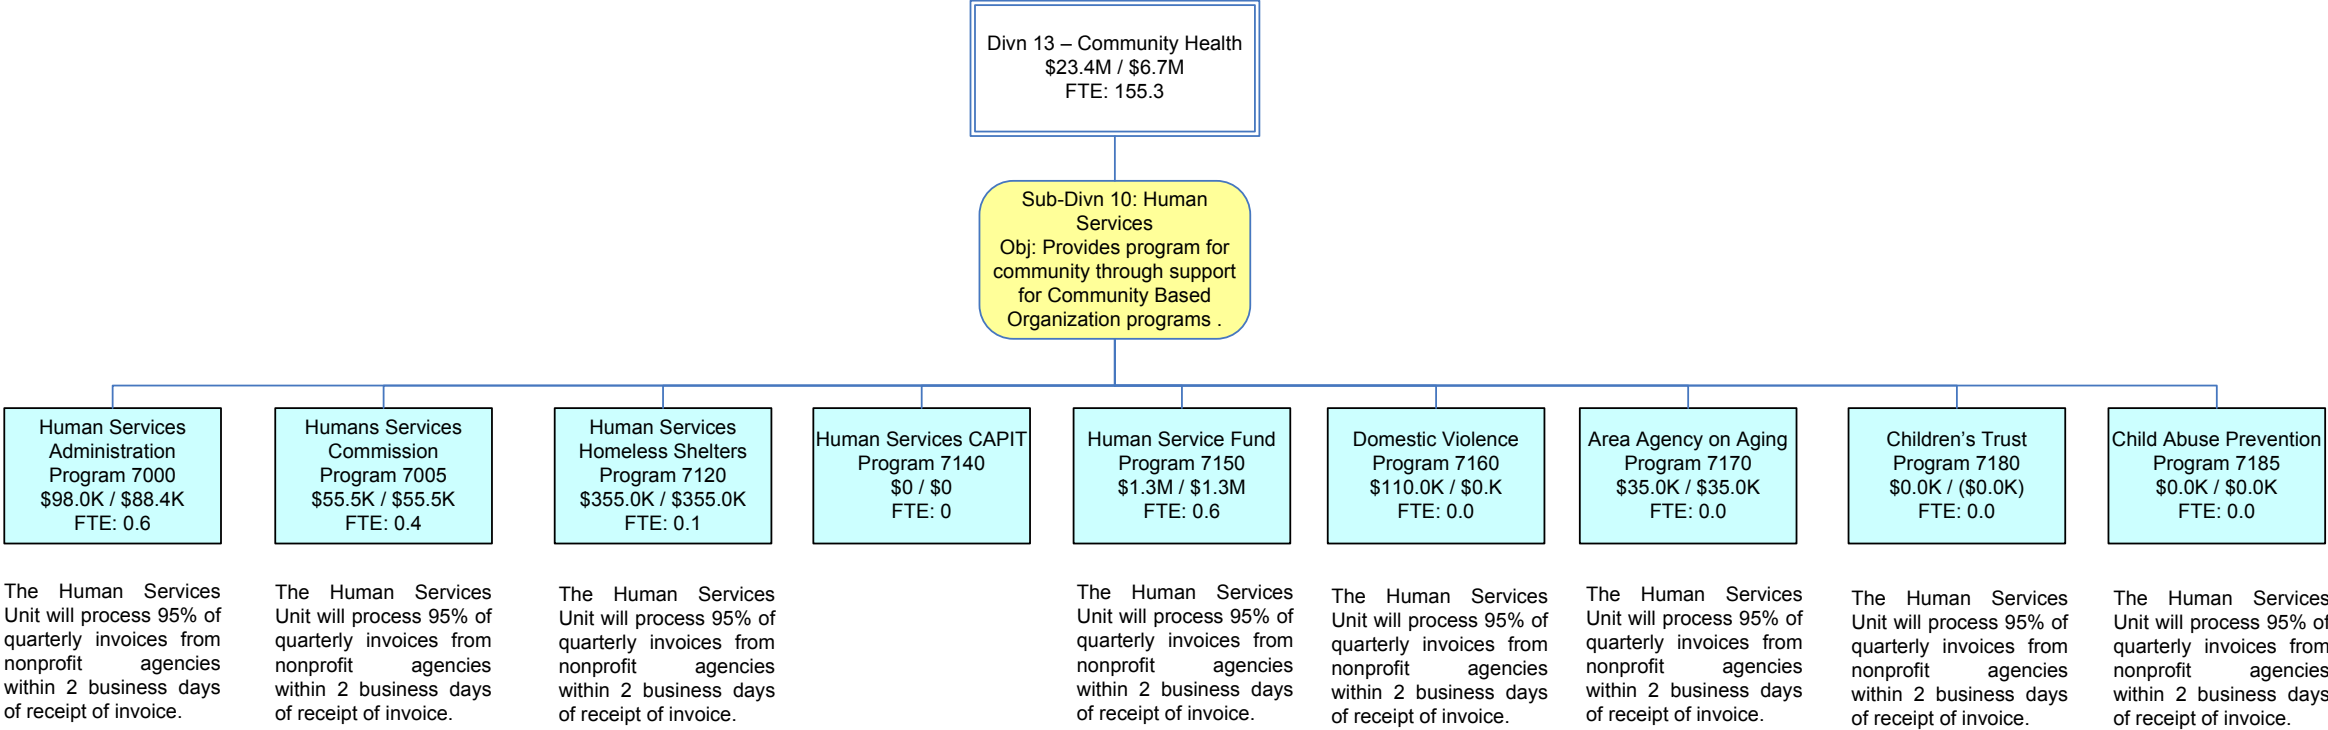 Divn 13 – Community Health
$23.4M / $6.7M
FTE: 155.3
Sub-Divn 10: Human
Services
Obj: Provides program for
community through support
for Community Based
Organization programs .
Human Services
Administration
Program 7000
$98.0K / $88.4K
FTE: 0.6
Humans Services
Commission
Program 7005
$55.5K / $55.5K
FTE: 0.4
Human Services
Homeless Shelters
Program 7120
$355.0K / $355.0K
FTE: 0.1
Human Services CAPIT
Program 7140
$0 / $0
FTE: 0
Human Service Fund
Program 7150
$1.3M / $1.3M
FTE: 0.6
Domestic Violence
Program 7160
$110.0K / $0.K
FTE: 0.0
Area Agency on Aging
Program 7170
$35.0K / $35.0K
FTE: 0.0
Children’s Trust
Program 7180
$0.0K / ($0.0K)
FTE: 0.0
Child Abuse Prevention
Program 7185
$0.0K / $0.0K
FTE: 0.0
The Human Services
Unit will process 95% of
quarterly invoices from
nonprofit agencies
within 2 business days
of receipt of invoice.
The Human Services
Unit will process 95% of
quarterly invoices from
nonprofit agencies
within 2 business days
of receipt of invoice.
The Human Services
Unit will process 95% of
quarterly invoices from
nonprofit agencies
within 2 business days
of receipt of invoice.
The Human Services
Unit will process 95% of
quarterly invoices from
nonprofit agencies
within 2 business days
of receipt of invoice.
The Human Services
Unit will process 95% of
quarterly invoices from
nonprofit agencies
within 2 business days
of receipt of invoice.
The Human Services
Unit will process 95% of
quarterly invoices from
nonprofit agencies
within 2 business days
of receipt of invoice.
The Human Services
Unit will process 95% of
quarterly invoices from
nonprofit agencies
within 2 business days
of receipt of invoice.
The Human Services
Unit will process 95% of
quarterly invoices from
nonprofit agencies
within 2 business days
of receipt of invoice.